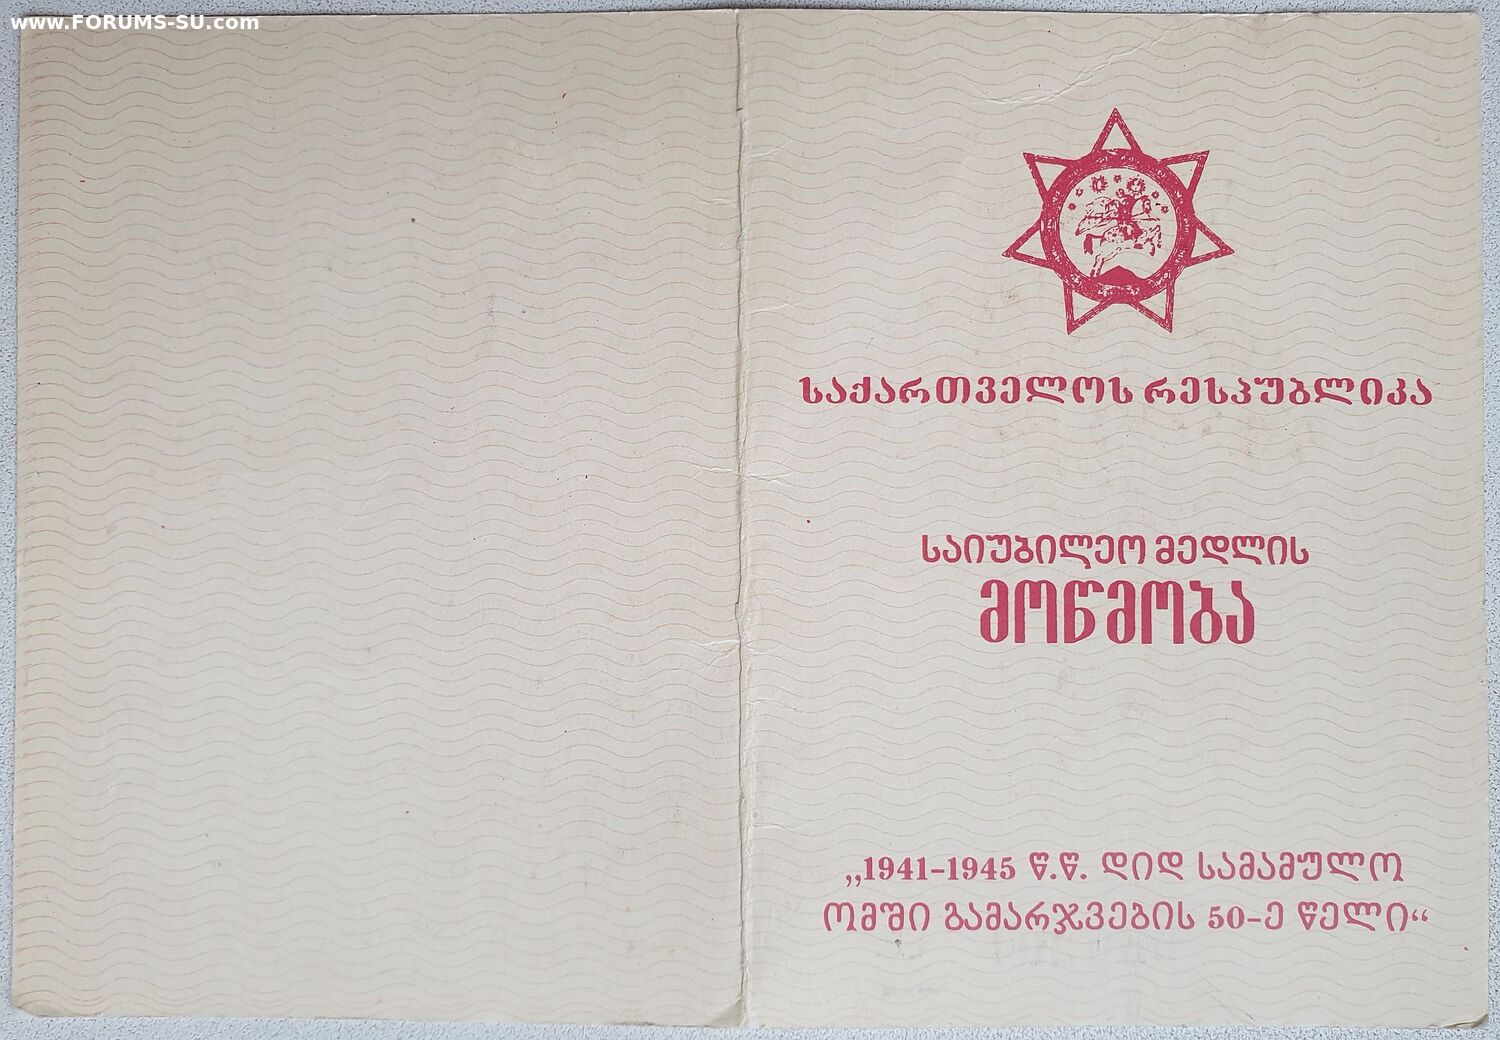 www.FORUMS-SU.com
საქართველოს რესპუბლიკა
საიუბილეო მედლის
მოწმობა
„1941-1945 წ.წ. დიდ სამამულო
ომში გამარჯვების 50-ე წელი“